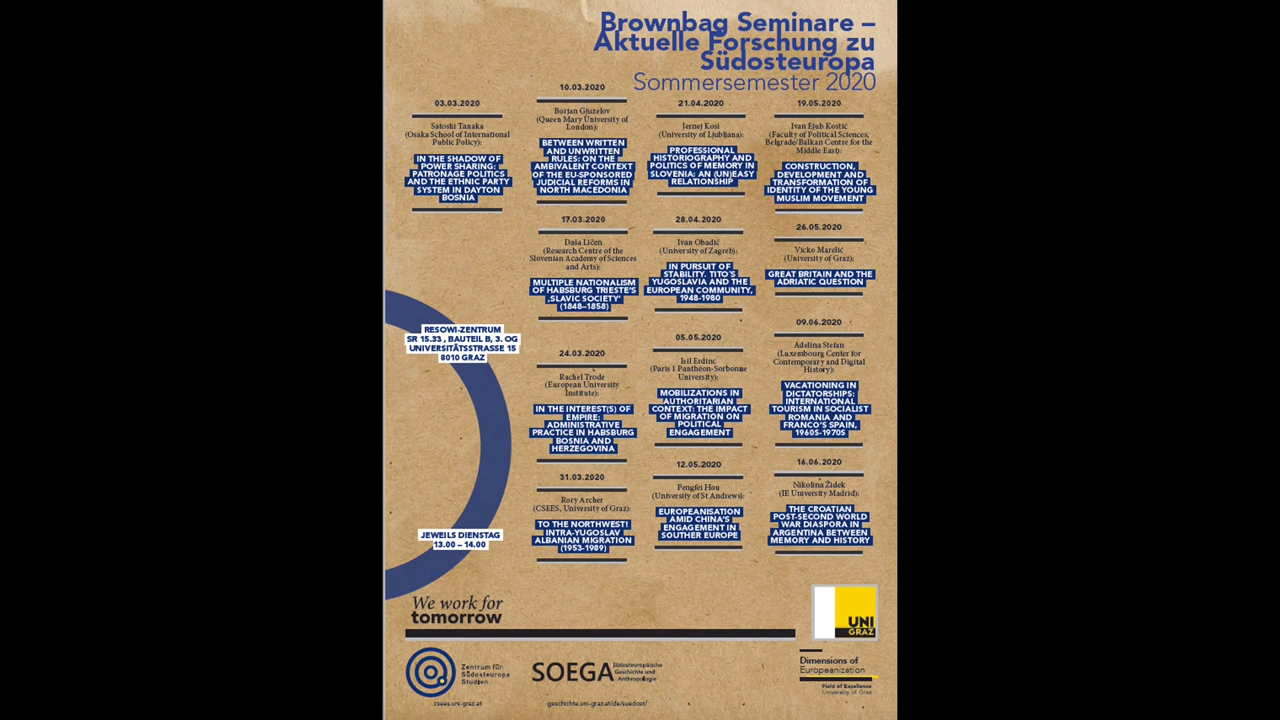 Brownbag Seminare –
Aktuelle Forschung zu
Südosteuropa
Sommersemester 2020
03.03.2020
Satoshi Tanaka
(Osaka School of International
Public Policy):
IN THE SHADOW OF
POWER SHARING:
PATRONAGE POLITICS
AND THE ETHNIC PARTY
SYSTEM IN DAYTON
BOSNIA
RESOWI-ZENTRUM
SR 15.33 , BAUTEIL B, 3. OG
UNIVERSITÄTSSTRASSE 15
8010 GRAZ
JEWEILS DIENSTAG
13.00 – 14.00
10.03.2020
Borjan Gjuzelov
(Queen Mary University of
London):
BETWEEN WRITTEN
AND UNWRITTEN
RULES: ON THE
AMBIVALENT CONTEXT
OF THE EU-SPONSORED
JUDICIAL REFORMS IN
NORTH MACEDONIA
17.03.2020
Daša Ličen
(Research Centre of the
Slovenian Academy of Sciences
and Arts):
MULTIPLE NATIONALISM
OF HABSBURG TRIESTE'S
‚SLAVIC SOCIETY'
(1848–1858)
24.03.2020
Rachel Trode
(European University
Institute):
IN THE INTEREST(S) OF
EMPIRE:
ADMINISTRATIVE
PRACTICE IN HABSBURG
BOSNIA AND
HERZEGOVINA
31.03.2020
Rory Archer
(CSEES, University of Graz):
TO THE NORTHWEST!
INTRA-YUGOSLAV
ALBANIAN MIGRATION
(1953-1989)
21.04.2020
Jernej Kosi
(University of Ljubljana):
PROFESSIONAL
HISTORIOGRAPHY AND
POLITICS OF MEMORY IN
SLOVENIA: AN (UN)EASY
RELATIONSHIP
28.04.2020
Ivan Obadić
(University of Zagreb):
IN PURSUIT OF
STABILITY. TITO'S
YUGOSLAVIA AND THE
EUROPEAN COMMUNITY,
1948-1980
05.05.2020
Isil Erdinc
(Paris 1 Panthéon-Sorbonne
University):
MOBILIZATIONS IN
AUTHORITARIAN
CONTEXT: THE IMPACT
OF MIGRATION ON
POLITICAL
ENGAGEMENT
12.05.2020
Pengfei Hou
(University of St Andrews):
EUROPEANISATION
AMID CHINA'S
ENGAGEMENT IN
SOUTHER EUROPE
19.05.2020
Ivan Ejub Kostić
(Faculty of Political Sciences,
Belgrade/Balkan Centre for the
Middle East):
CONSTRUCTION,
DEVELOPMENT AND
TRANSFORMATION OF
IDENTITY OF THE YOUNG
MUSLIM MOVEMENT
26.05.2020
Vicko Marelić
(University of Graz):
GREAT BRITAIN AND THE
ADRIATIC QUESTION
09.06.2020
Adelina Stefan
(Luxembourg Center for
Contemporary and Digital
History):
VACATIONING IN
DICTATORSHIPS:
INTERNATIONAL
TOURISM IN SOCIALIST
ROMANIA AND
FRANCO'S SPAIN,
1960S-1970S
16.06.2020
Nikolina Židek
(IE University Madrid):
THE CROATIAN
POST-SECOND WORLD
WAR DIASPORA IN
ARGENTINA BETWEEN
MEMORY AND HISTORY
We work for
tomorrow
UNI
GRAZ
Zentrum für
Südosteuropa
Studien
csees.uni-graz.at
SOEGA
Südosteuropäische
Geschichte und
Anthropologie
geschichte.uni-graz.at/de/suedost/
Dimensions of
Europeanization
Field of Excellence
University of Graz